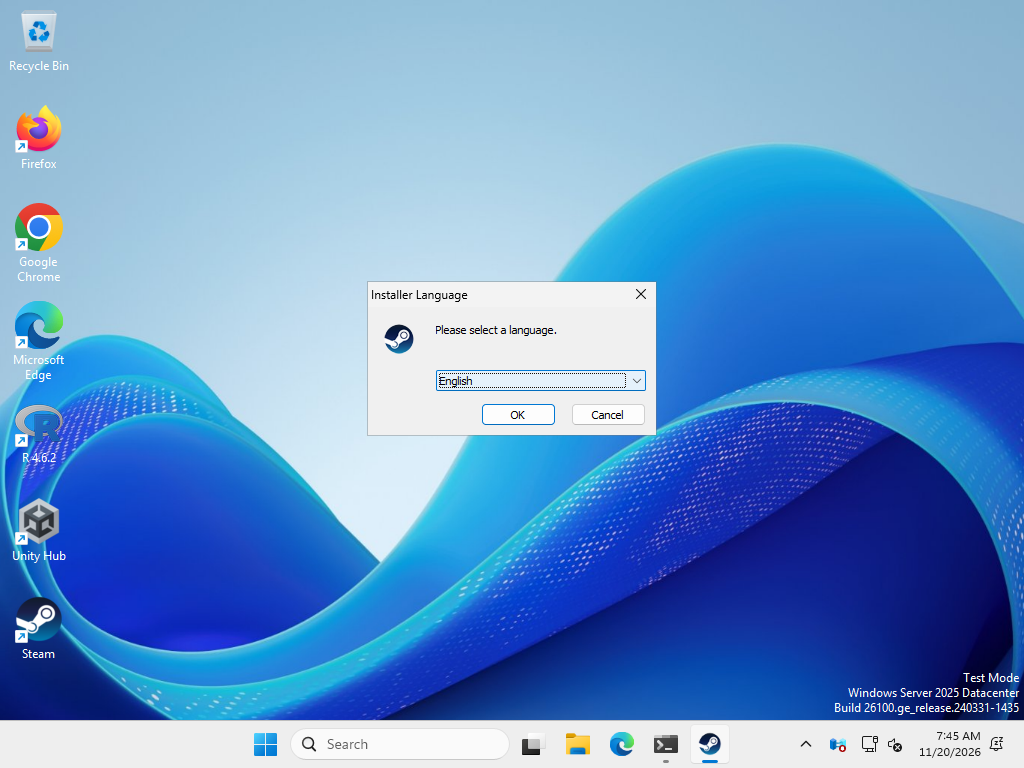 Recycle Bin
Firefox
Google
Chrome
Microsoft
Edge
R 4.6.2
Unity Hub
Steam
Installer Language
Please select a language.
English
OK
Cancel
Test Mode
Windows Server 2025 Datacenter
Build 26100.ge_release.240331-1435
Search
7:45 AM
11/20/2026